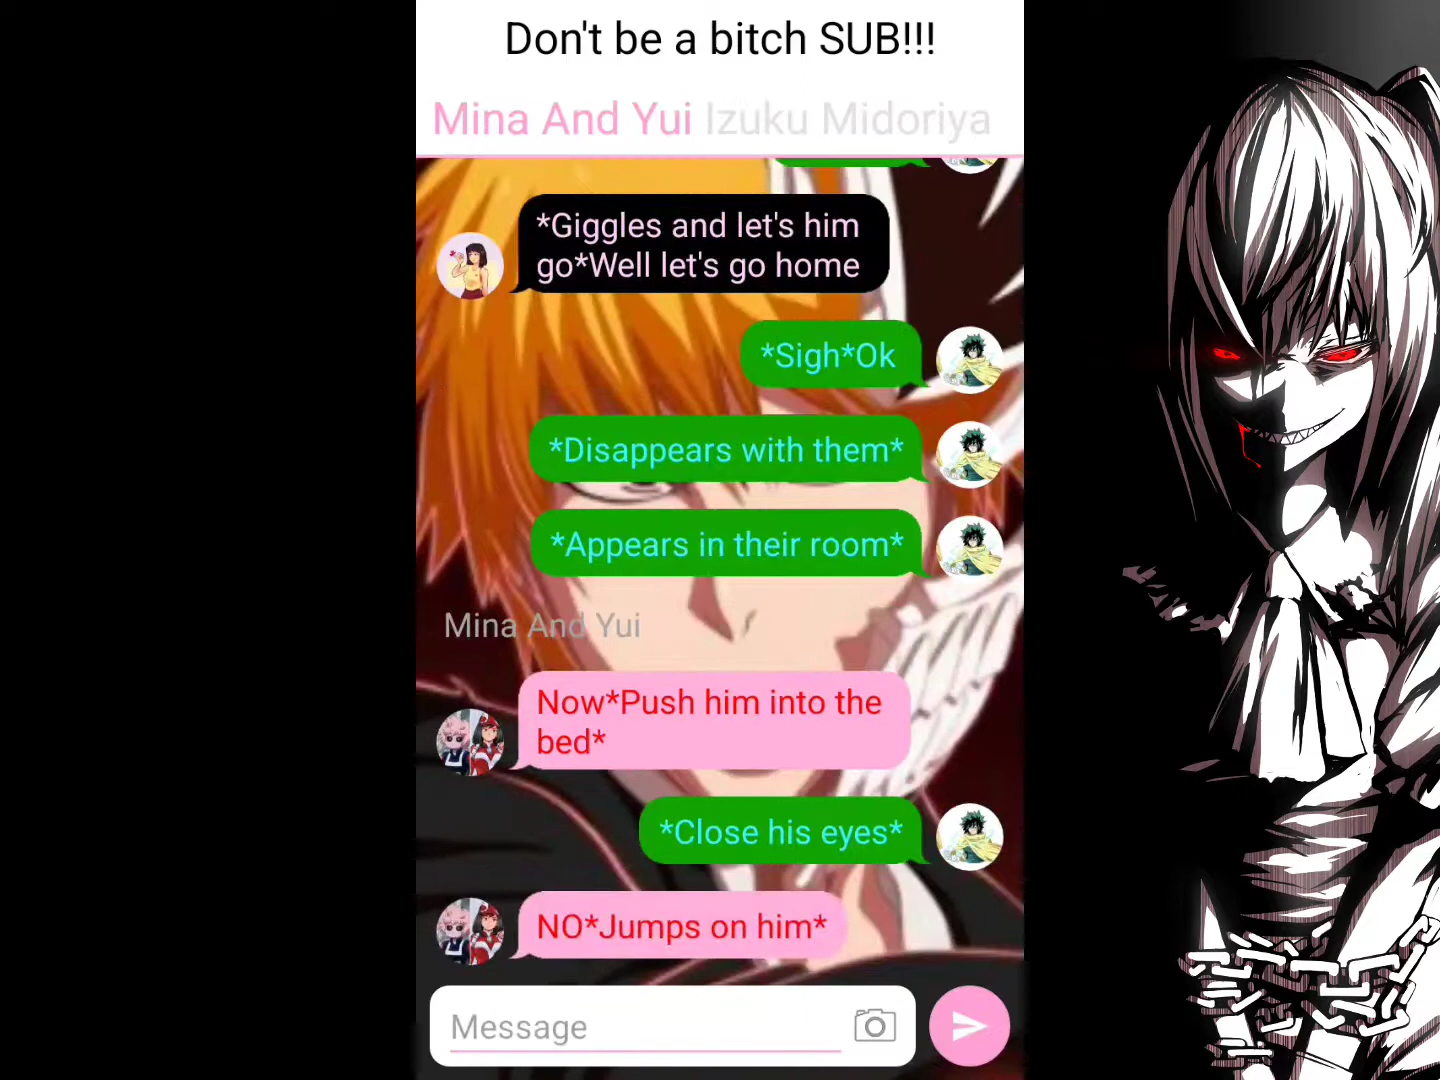 Don't be a bitch SUB!!!
Mina And Yui Izuku Midoriya
*Giggles and let's him
go*Well let's go home
*Sigh*Ok
*Disappears with them*
*Appears in their room*
Mina And Yui
Now*Push him into the
bed*
*Close his eyes*
NO*Jumps on him*
Message